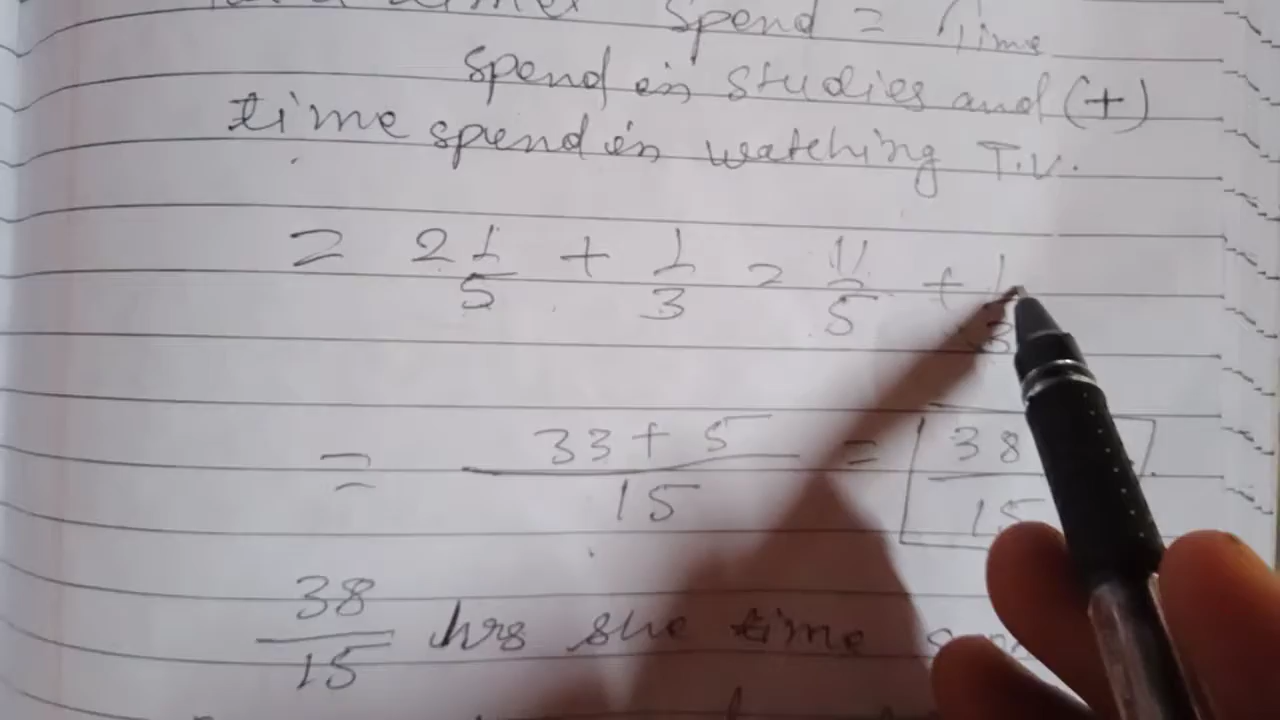 Spend = Time
Spend in studies and (+)
time spend in watching T.V.
= 2 1/5 + 1/3 = 11/5 + 1/3
= 33 + 5 / 15 = 38 / 15
38/15 hrs she time